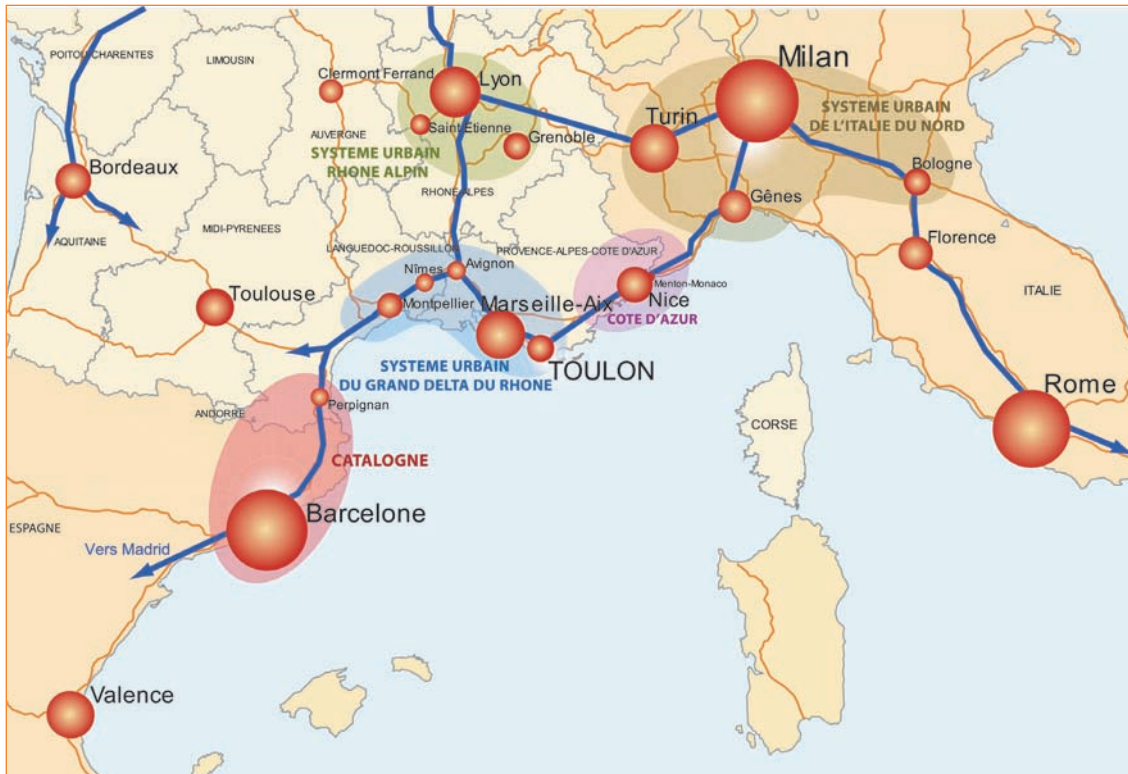 POITOU-CHARENTES
LIMOUSIN
Clermont Ferrand
Lyon
Milan
AUVERGNE
Saint Etienne
Grenoble
Turin
SYSTEME URBAIN
DE L'ITALIE DU NORD
SYSTEME URBAIN
RHONE ALPIN
Bordeaux
Bologne
RHONE-ALPES
Gênes
MIDI-PYRENEES
AQUITAINE
LANGUEDOC-ROUSSILLON
PROVENCE-ALPES-COTE D'AZUR
Florence
Avignon
Nîmes
Menton-Monaco
ITALIE
Toulouse
Montpellier
Marseille-Aix
Nice
COTE D'AZUR
SYSTEME URBAIN
DU GRAND DELTA DU RHONE
TOULON
Rome
ANDORRE
Perpignan
CORSE
CATALOGNE
Barcelone
ESPAGNE
Vers Madrid
Valence